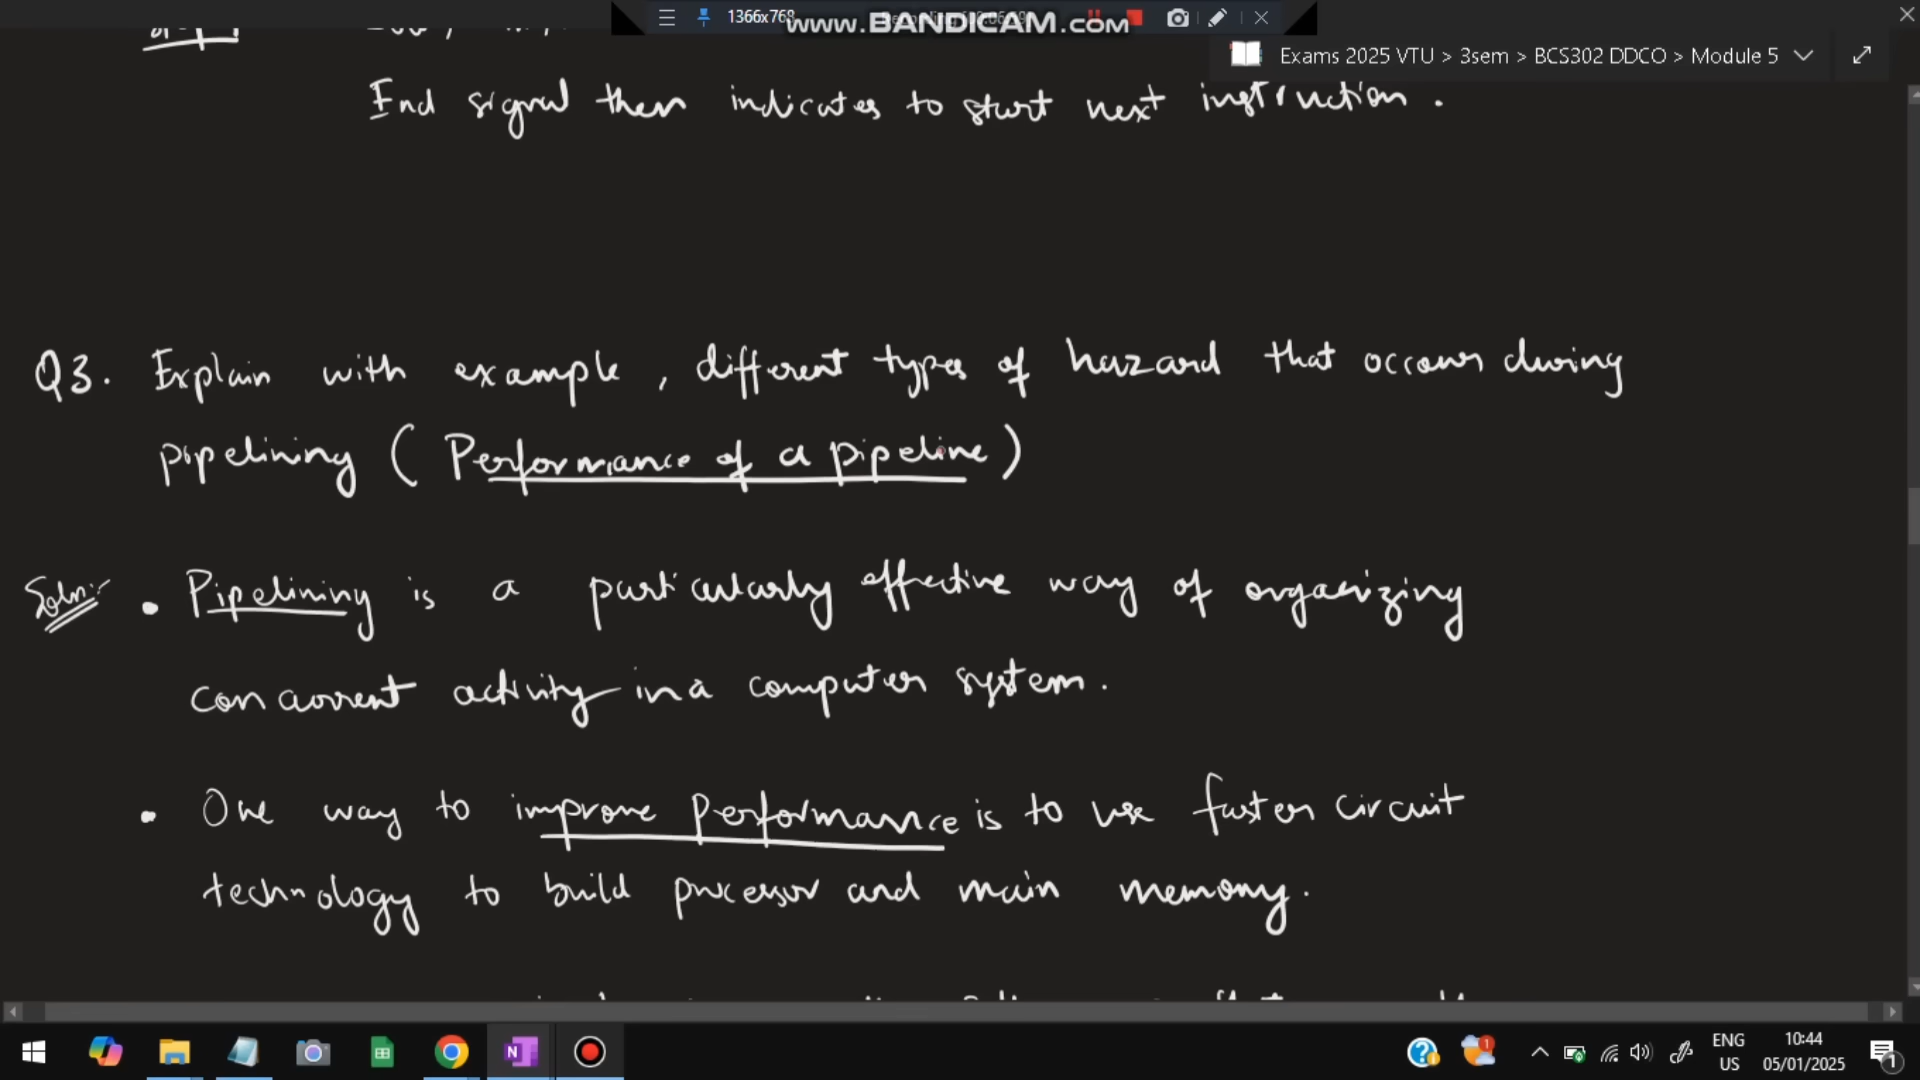 1366x768
www.BANDICAM.com
Exams 2025 VTU > 3sem > BCS302 DDCO > Module 5
End signal then indicates to start next instruction.
Q3. Explain with example, different types of hazard that occurs during
pipelining (Performance of a pipeline)
Soln:- • Pipelining is a particularly effective way of organizing
concurrent activity in a computer system.
• One way to improve performance is to use faster circuit
technology to build processor and main memory.
ENG
US
10:44
05/01/2025